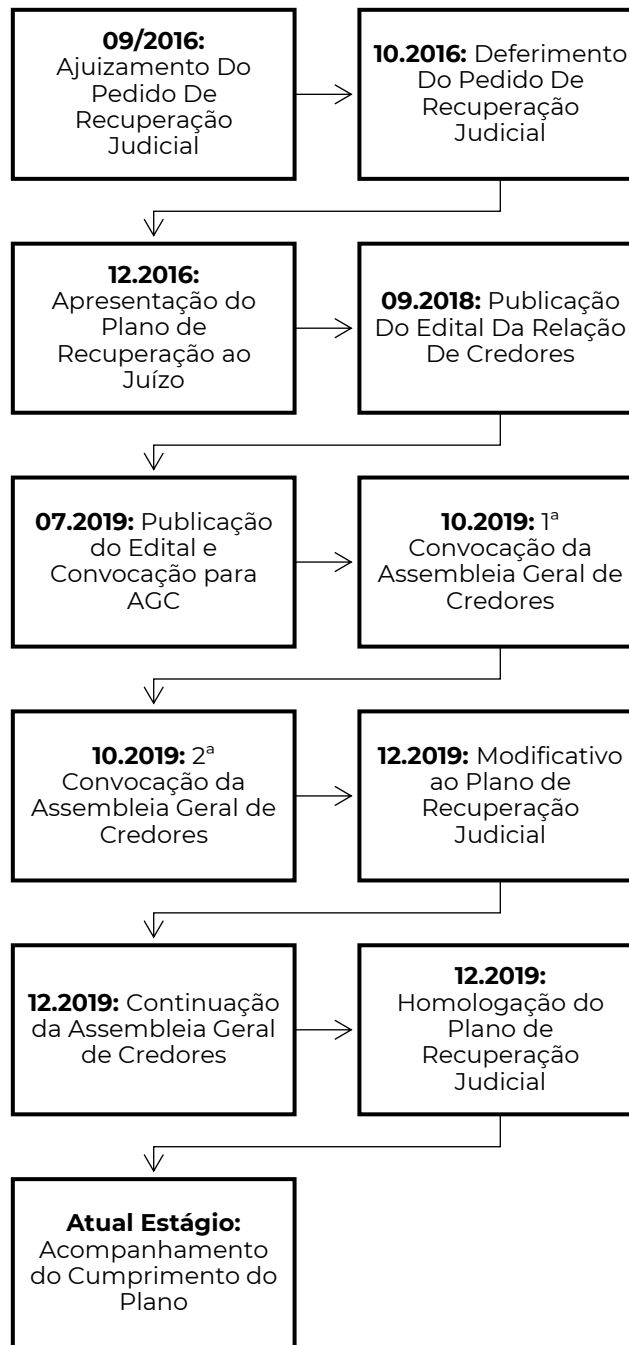 09/2016:
Ajuizamento Do
Pedido De
Recuperação
Judicial
10.2016: Deferimento
Do Pedido De
Recuperação
Judicial
12.2016:
Apresentação do
Plano de
Recuperação ao
Juízo
09.2018: Publicação
Do Edital Da Relação
De Credores
07.2019: Publicação
do Edital e
Convocação para
AGC
10.2019: 1ª
Convocação da
Assembleia Geral de
Credores
10.2019: 2ª
Convocação da
Assembleia Geral de
Credores
12.2019: Modificativo
ao Plano de
Recuperação
Judicial
12.2019: Continuação
da Assembleia Geral
de Credores
12.2019:
Homologação do
Plano de
Recuperação
Judicial
Atual Estágio:
Acompanhamento
do Cumprimento do
Plano